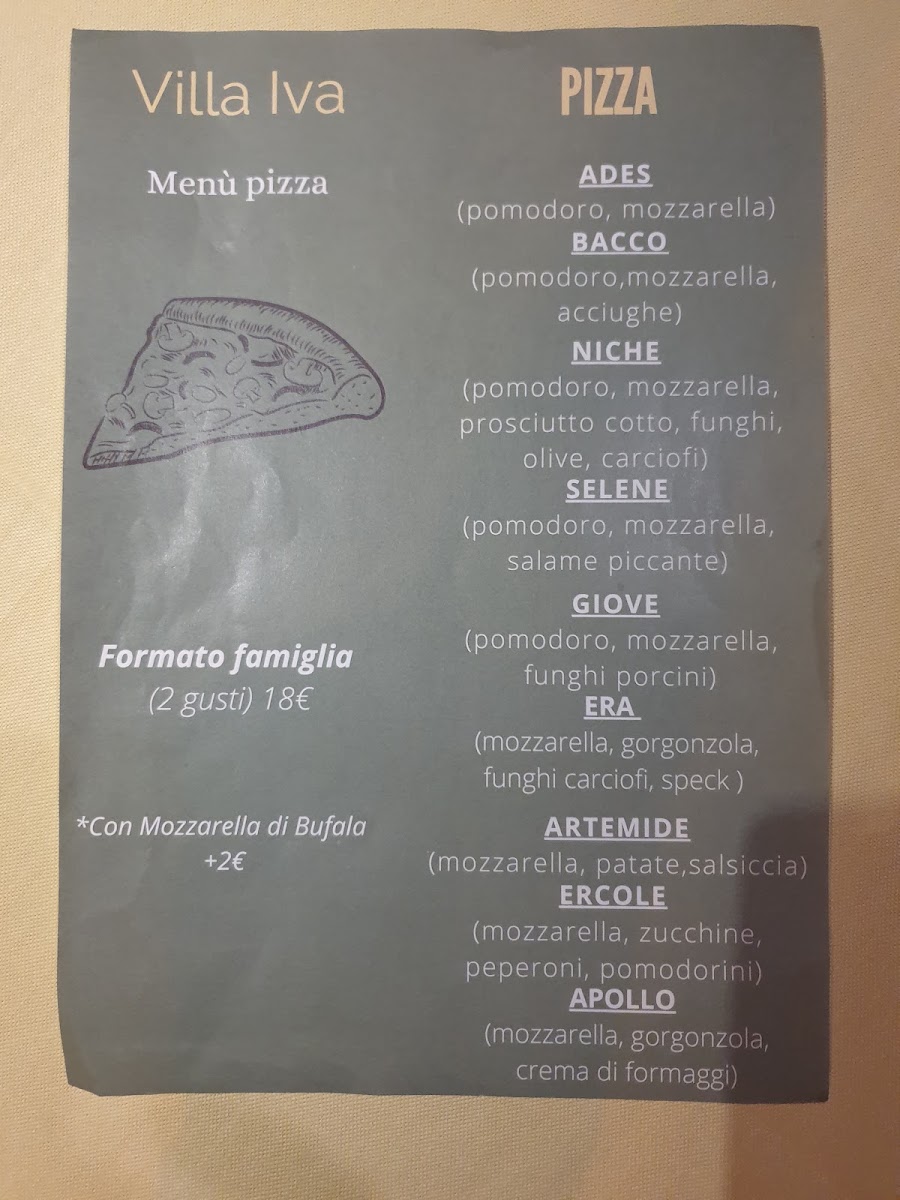 Villa Iva
Menù pizza
Formato famiglia
(2 gusti) 18€
*Con Mozzarella di Bufala
+2€
PIZZA
ADES
(pomodoro, mozzarella)
BACCO
(pomodoro,mozzarella,
acciughe)
NICHE
(pomodoro, mozzarella,
prosciutto cotto, funghi,
olive, carciofi)
SELENE
(pomodoro, mozzarella,
salame piccante)
GIOVE
(pomodoro, mozzarella,
funghi porcini)
ERA
(mozzarella, gorgonzola,
funghi carciofi, speck )
ARTEMIDE
(mozzarella, patate,salsiccia)
ERCOLE
(mozzarella, zucchine,
peperoni, pomodorini)
APOLLO
(mozzarella, gorgonzola,
crema di formaggi)